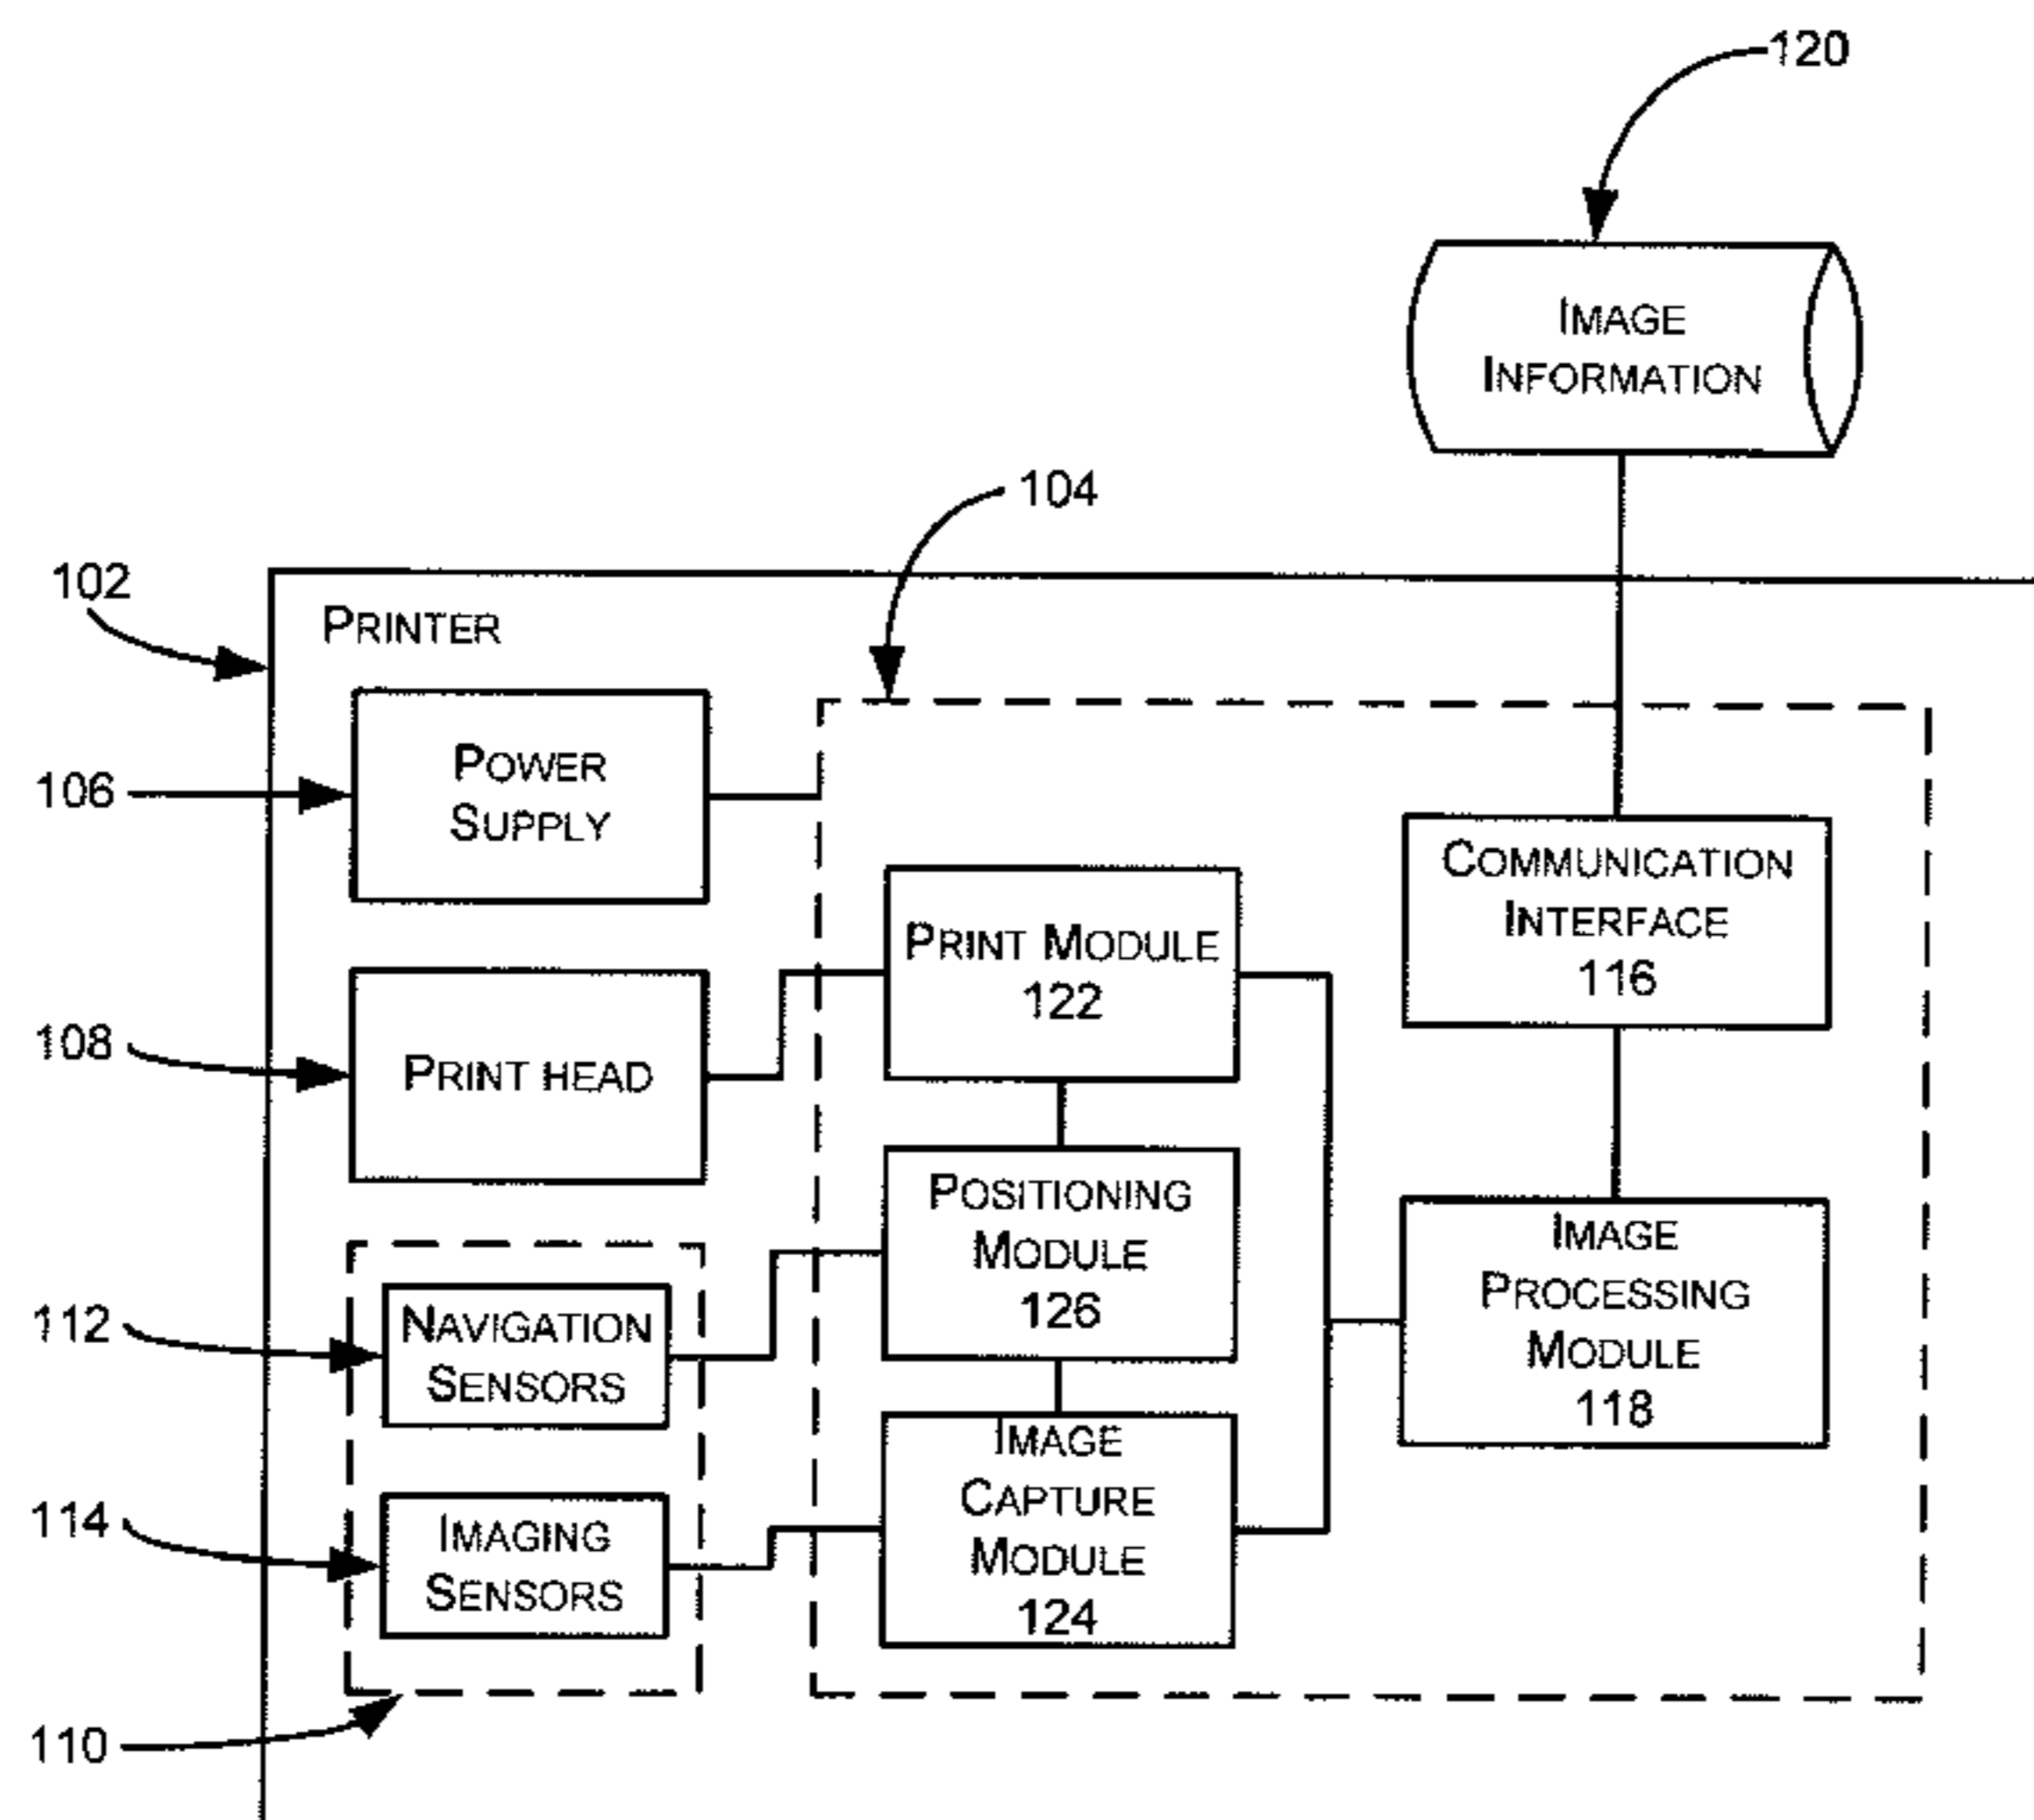 120
IMAGE
INFORMATION
104
102
PRINTER
106
POWER
SUPPLY
COMMUNICATION
INTERFACE
116
PRINT MODULE
122
108
PRINT HEAD
POSITIONING
MODULE
126
IMAGE
PROCESSING
MODULE
118
112
NAVIGATION
SENSORS
IMAGE
CAPTURE
MODULE
124
114
IMAGING
SENSORS
110